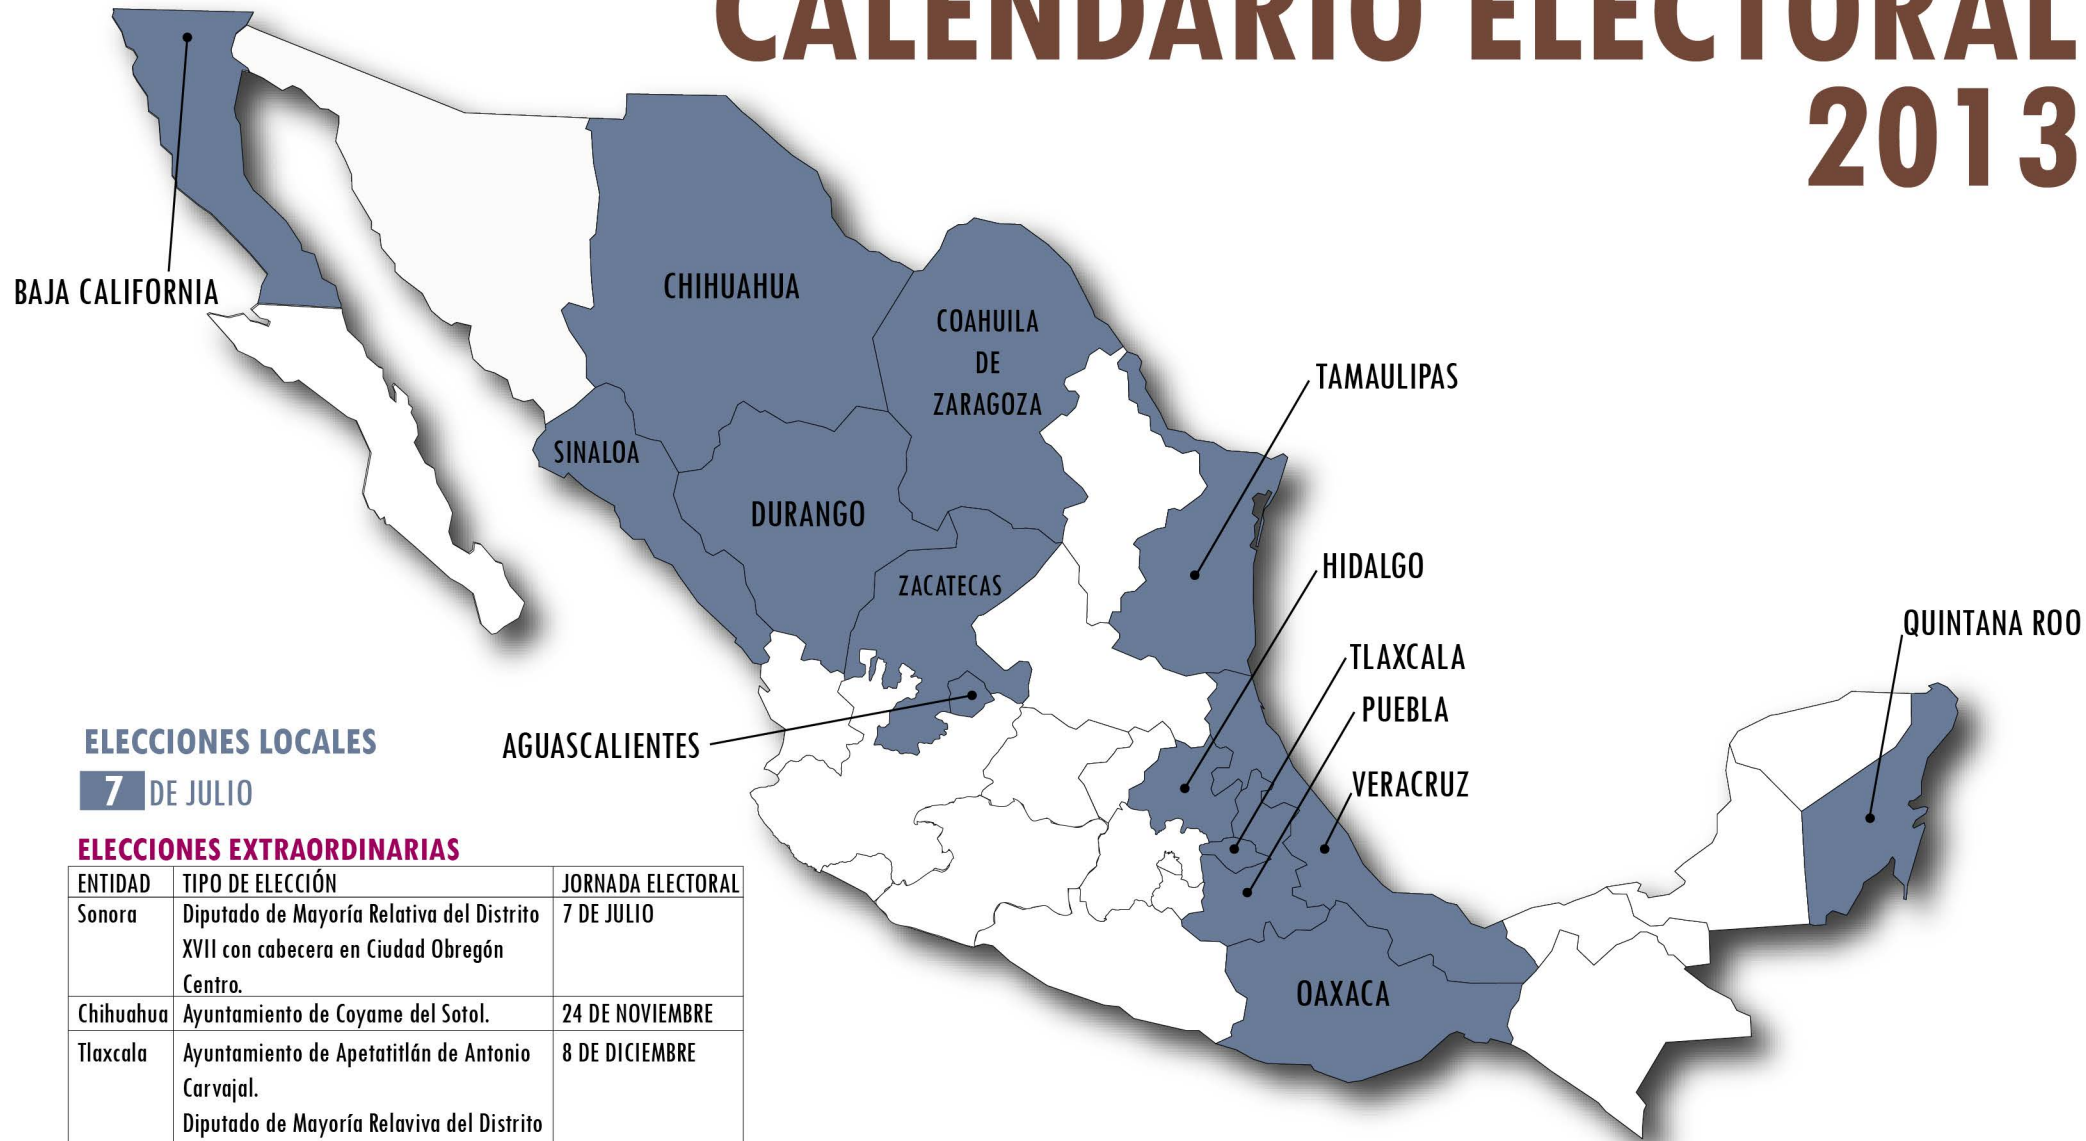 CALENDARIO ELECTORAL
2013
BAJA CALIFORNIA
CHIHUAHUA
COAHUILA
DE
ZARAGOZA
TAMAULIPAS
SINALOA
DURANGO
ZACATECAS
HIDALGO
QUINTANA ROO
TLAXCALA
PUEBLA
AGUASCALIENTES
VERACRUZ
OAXACA
ELECCIONES LOCALES
7 DE JULIO
ELECCIONES EXTRAORDINARIAS
ENTIDAD TIPO DE ELECCIÓN JORNADA ELECTORAL
Sonora Diputado de Mayoría Relativa del Distrito 7 DE JULIO
XVII con cabecera en Ciudad Obregón
Centro.
Chihuahua Ayuntamiento de Coyame del Sotol. 24 DE NOVIEMBRE
Tlaxcala Ayuntamiento de Apetatitlán de Antonio 8 DE DICIEMBRE
Carvajal.
Diputado de Mayoría Relaviva del Distrito